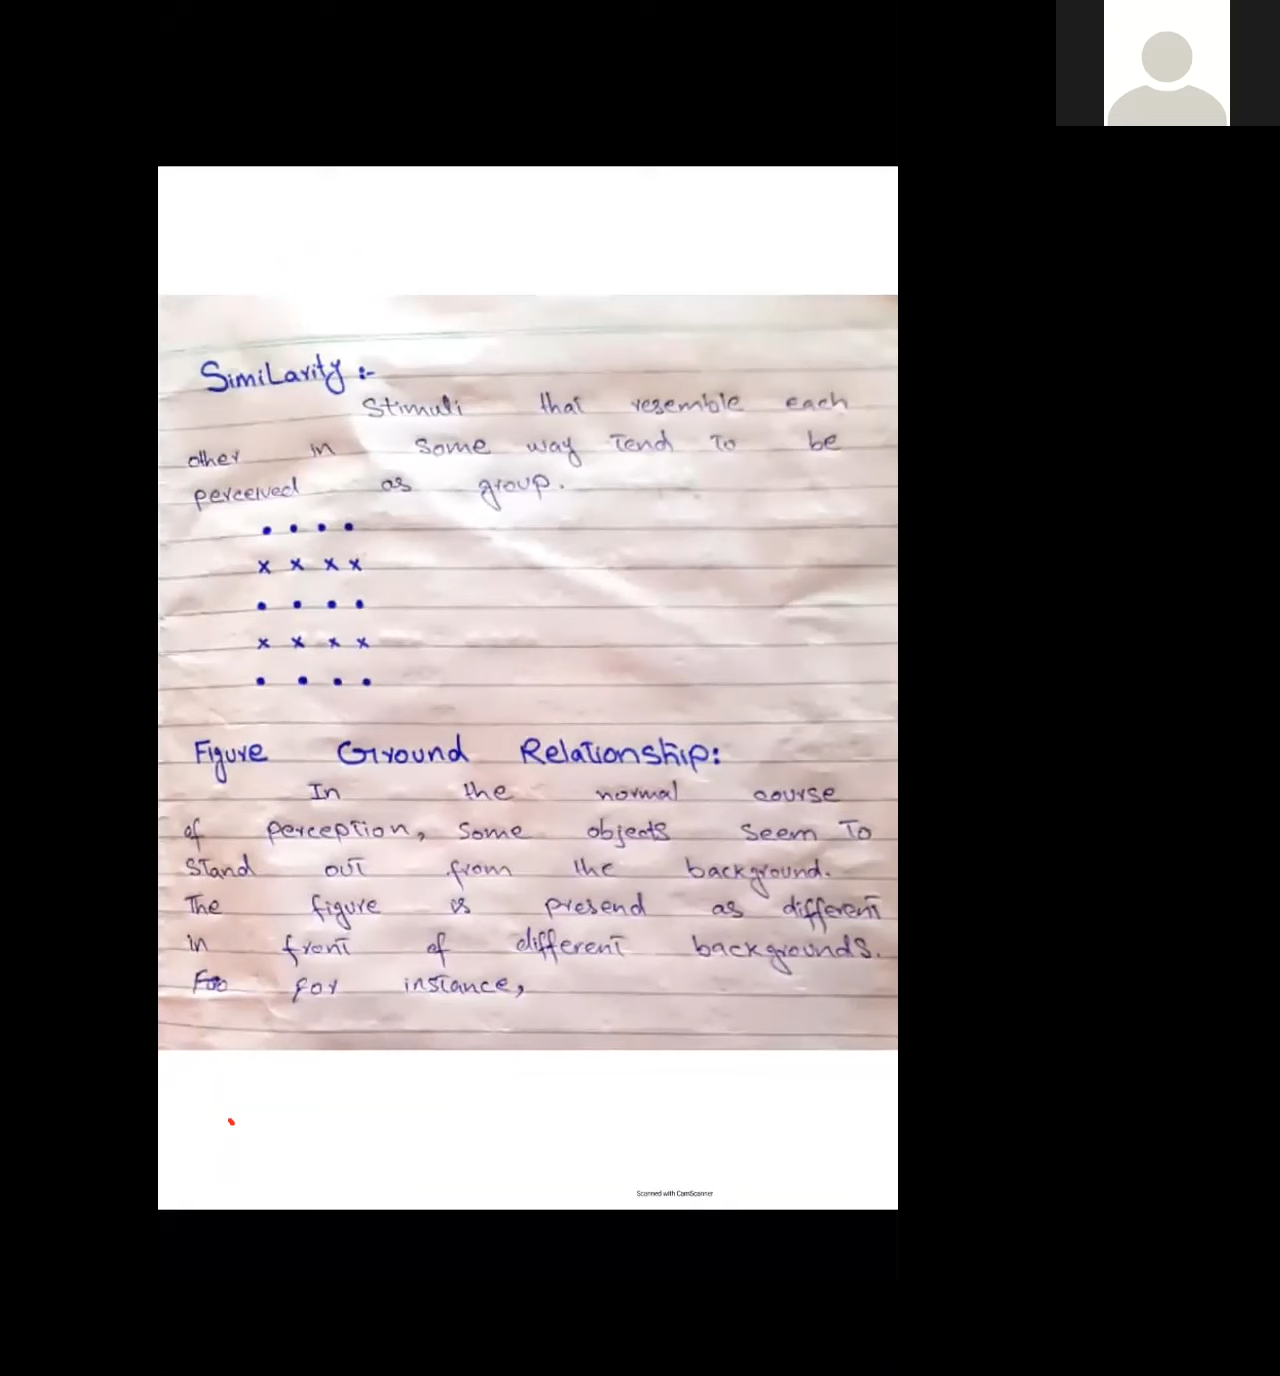 Similarity :-
Stimuli that resemble each
other in some way tend to be
perceived as group.
• • • •
x x x x
• • • •
x x x x
• • • •
Figure Ground Relationship:
In the normal course
of perception, some objects seem to
stand out from the background.
The figure is presend as different
in front of different backgrounds.
for instance,
Scanned with CamScanner